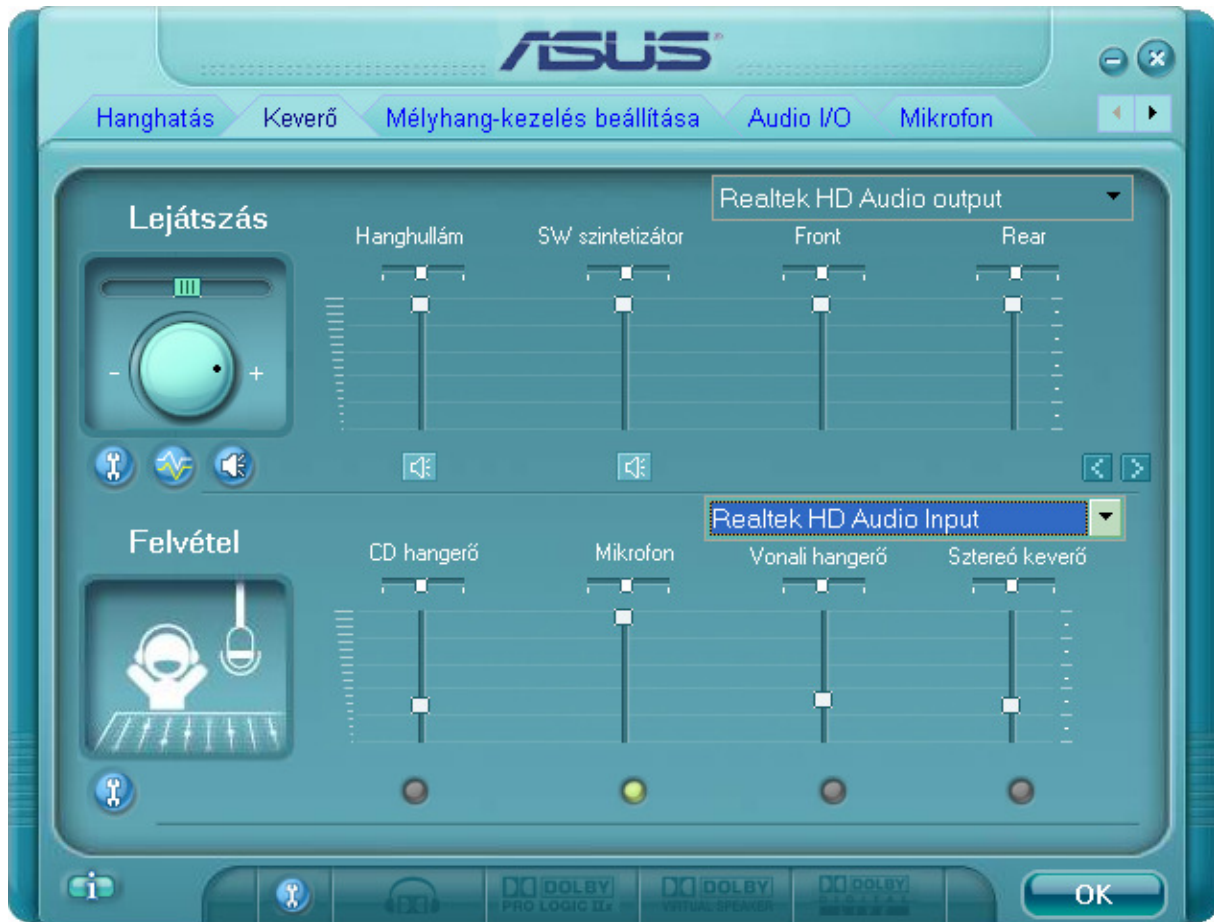 ASUS
Hanghatás Keverő Mélyhang-kezelés beállítása Audio I/O Mikrofon
Lejátszás
Realtek HD Audio output
Hanghullám SW szintetizátor Front Rear
- +
Felvétel
Realtek HD Audio Input
CD hangerő Mikrofon Vonali hangerő Sztereó keverő
i
DOLBY PRO LOGIC IIx
DOLBY VIRTUAL SPEAKER
DOLBY DIGITAL
OK